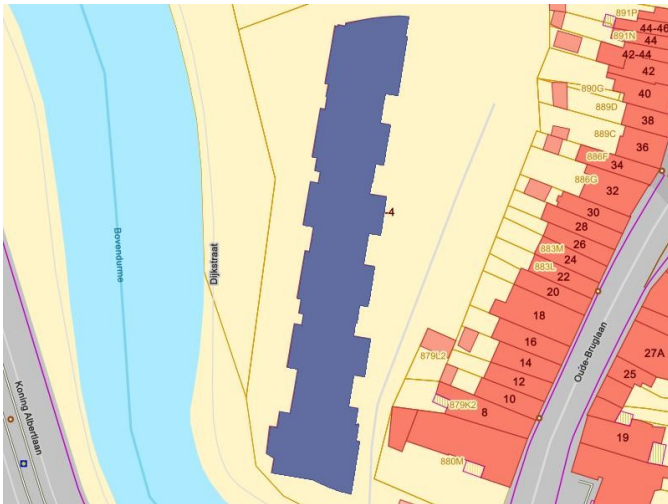 891P
44-46
891N
44
42-44
42
890G
40
889D
38
889C
36
886F
34
886G
32
-4
30
28
26
883M
24
883L
22
20
18
16
879L2
14
12
10
879K2
8
880M
27A
25
19
Bovendurme
Dijkstraat
Oude-Bruglaan
Koning Albertlaan